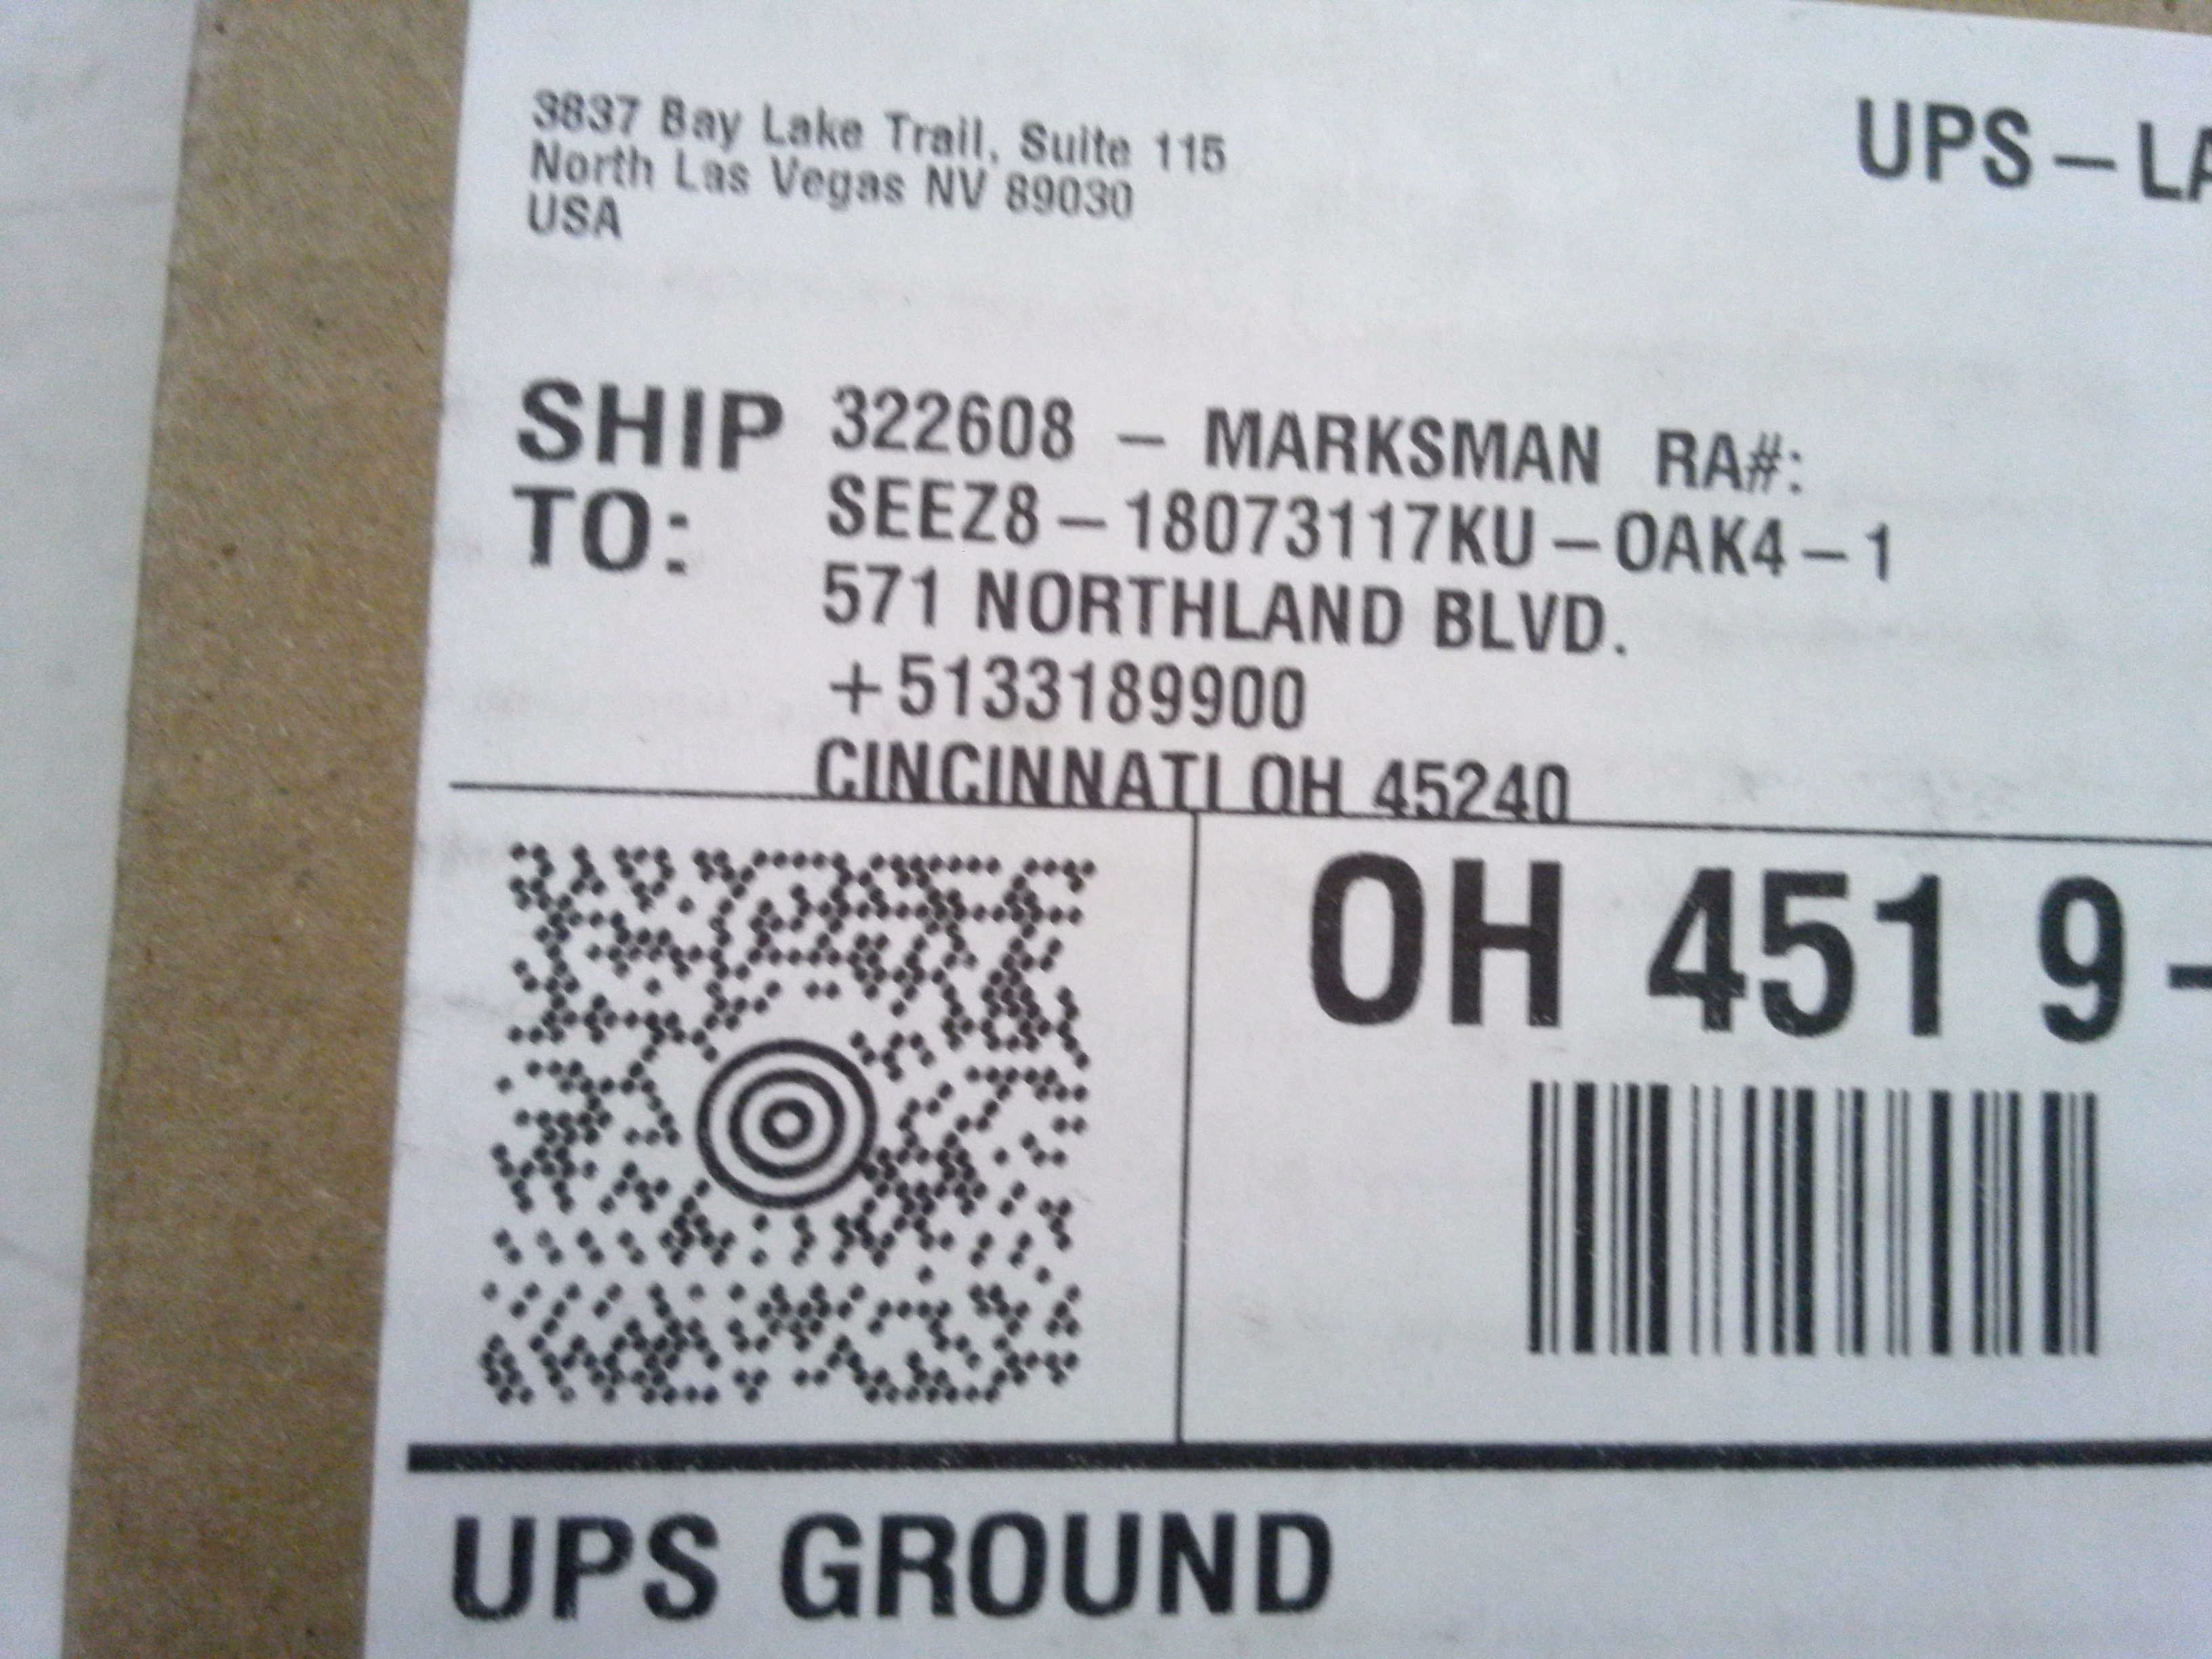 3837 Bay Lake Trail, Suite 115
North Las Vegas NV 89030
USA
UPS – LA
SHIP TO:
322608 – MARKSMAN RA#:
SEEZ8 – 18073117KU – OAK4 – 1
571 NORTHLAND BLVD.
+5133189900
CINCINNATI OH 45240
OH 451 9 -
UPS GROUND